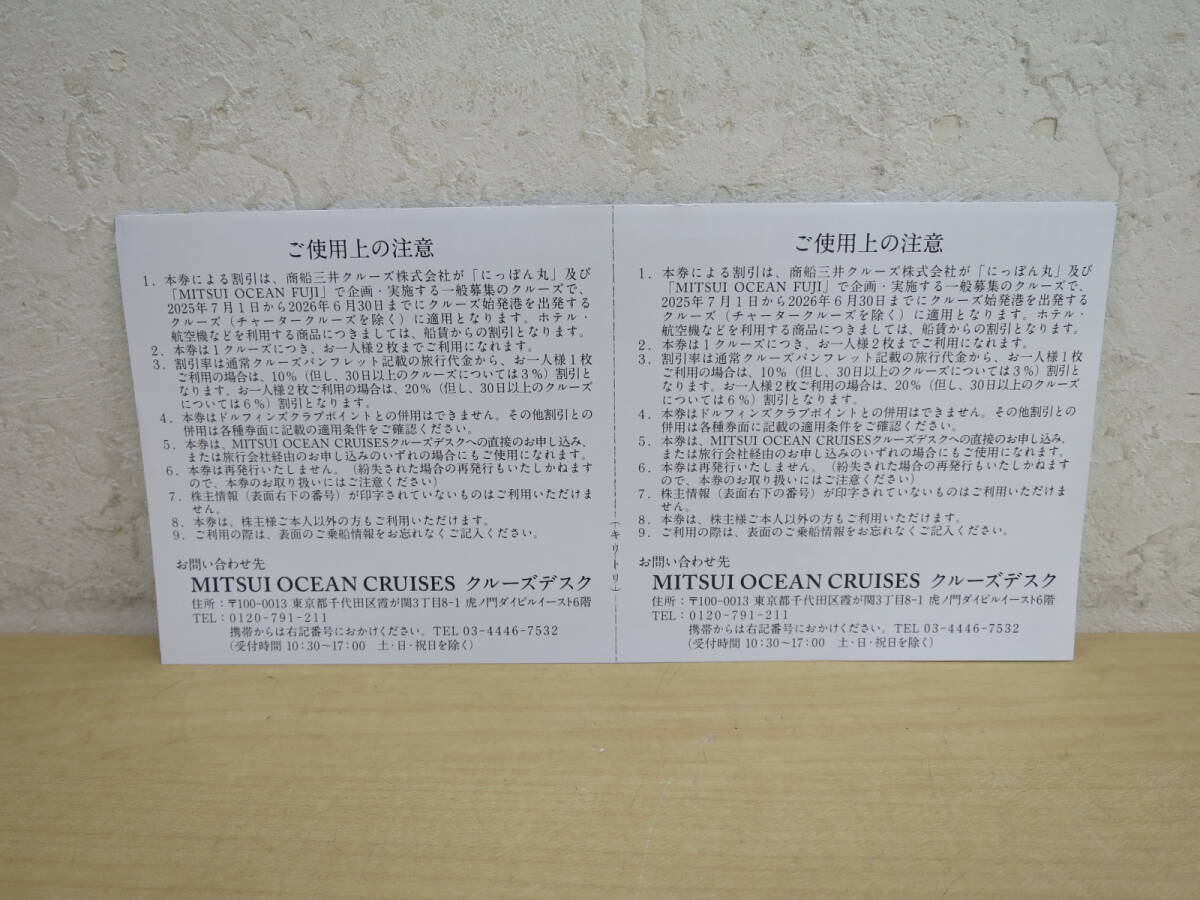 ご使用上の注意
1．本券による割引は、商船三井クルーズ株式会社が「にっぽん丸」及び
「MITSUI OCEAN FUJI」で企画・実施する一般募集のクルーズで、
2025年７月１日から2026年６月30日までにクルーズ始発港を出発する
クルーズ（チャータークルーズを除く）に適用となります。ホテル・
航空機などを利用する商品につきましては、船賃からの割引となります。
2．本券は１クルーズにつき、お一人様２枚までご利用になれます。
3．割引率は通常クルーズパンフレット記載の旅行代金から、お一人様１枚
ご利用の場合は、10％（但し、30日以上のクルーズについては３％）割引と
なります。お一人様２枚ご利用の場合は、20％（但し、30日以上のクルーズ
については６％）割引となります。
4．本券はドルフィンズクラブポイントとの併用はできません。その他割引との
併用は各種券面に記載の適用条件をご確認ください。
5．本券は、MITSUI OCEAN CRUISESクルーズデスクへの直接のお申し込み、
または旅行会社経由のお申し込みのいずれの場合にもご使用になれます。
6．本券は再発行いたしません。（紛失された場合の再発行もいたしかねます
ので、本券のお取り扱いにはご注意ください）
7．株主情報（表面右下の番号）が印字されていないものはご利用いただけま
せん。
8．本券は、株主様ご本人以外の方もご利用いただけます。
9．ご利用の際は、表面のご乗船情報をお忘れなくご記入ください。
お問い合わせ先
MITSUI OCEAN CRUISES クルーズデスク
住所：〒100-0013 東京都千代田区霞が関3丁目8-1 虎ノ門ダイビルイースト6階
TEL：0120-791-211
携帯からは右記番号におかけください。TEL 03-4446-7532
（受付時間 10：30〜17：00　土・日・祝日を除く）
（キリトリ）
ご使用上の注意
1．本券による割引は、商船三井クルーズ株式会社が「にっぽん丸」及び
「MITSUI OCEAN FUJI」で企画・実施する一般募集のクルーズで、
2025年７月１日から2026年６月30日までにクルーズ始発港を出発する
クルーズ（チャータークルーズを除く）に適用となります。ホテル・
航空機などを利用する商品につきましては、船賃からの割引となります。
2．本券は１クルーズにつき、お一人様２枚までご利用になれます。
3．割引率は通常クルーズパンフレット記載の旅行代金から、お一人様１枚
ご利用の場合は、10％（但し、30日以上のクルーズについては３％）割引と
なります。お一人様２枚ご利用の場合は、20％（但し、30日以上のクルーズ
については６％）割引となります。
4．本券はドルフィンズクラブポイントとの併用はできません。その他割引との
併用は各種券面に記載の適用条件をご確認ください。
5．本券は、MITSUI OCEAN CRUISESクルーズデスクへの直接のお申し込み、
または旅行会社経由のお申し込みのいずれの場合にもご使用になれます。
6．本券は再発行いたしません。（紛失された場合の再発行もいたしかねます
ので、本券のお取り扱いにはご注意ください）
7．株主情報（表面右下の番号）が印字されていないものはご利用いただけま
せん。
8．本券は、株主様ご本人以外の方もご利用いただけます。
9．ご利用の際は、表面のご乗船情報をお忘れなくご記入ください。
お問い合わせ先
MITSUI OCEAN CRUISES クルーズデスク
住所：〒100-0013 東京都千代田区霞が関3丁目8-1 虎ノ門ダイビルイースト6階
TEL：0120-791-211
携帯からは右記番号におかけください。TEL 03-4446-7532
（受付時間 10：30〜17：00　土・日・祝日を除く）